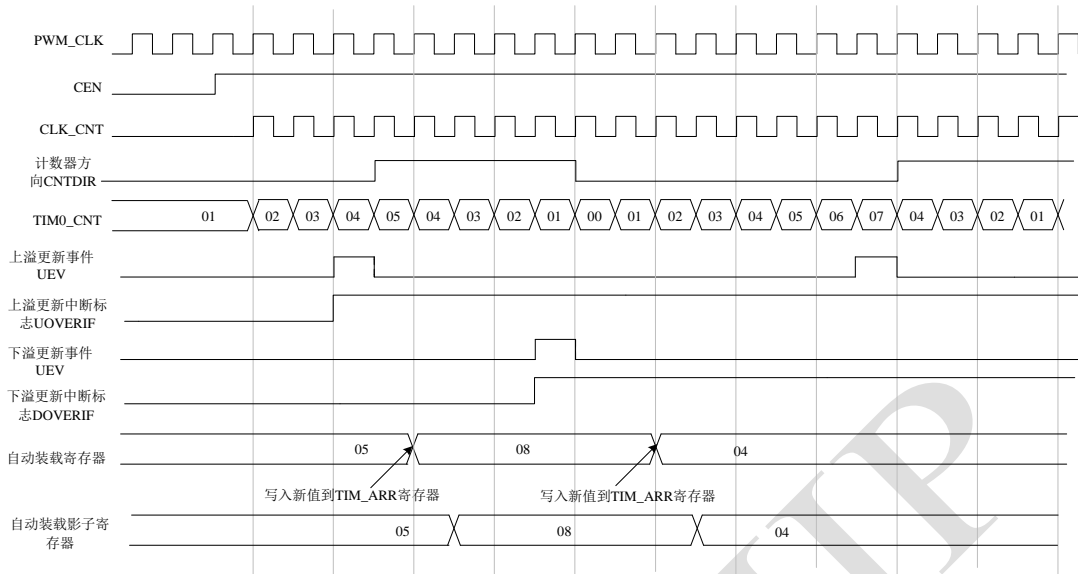 PWM_CLK
CEN
CLK_CNT
计数器方
向CNTDIR
TIM0_CNT
01 02 03 04 05 04 03 02 01 00 01 02 03 04 05 06 07 04 03 02 01
上溢更新事件
UEV
上溢更新中断标
志UOVERIF
下溢更新事件
UEV
下溢更新中断标
志DOVERIF
自动装载寄存器
05 08 04
写入新值到TIM_ARR寄存器 写入新值到TIM_ARR寄存器
自动装载影子寄
存器
05 08 04